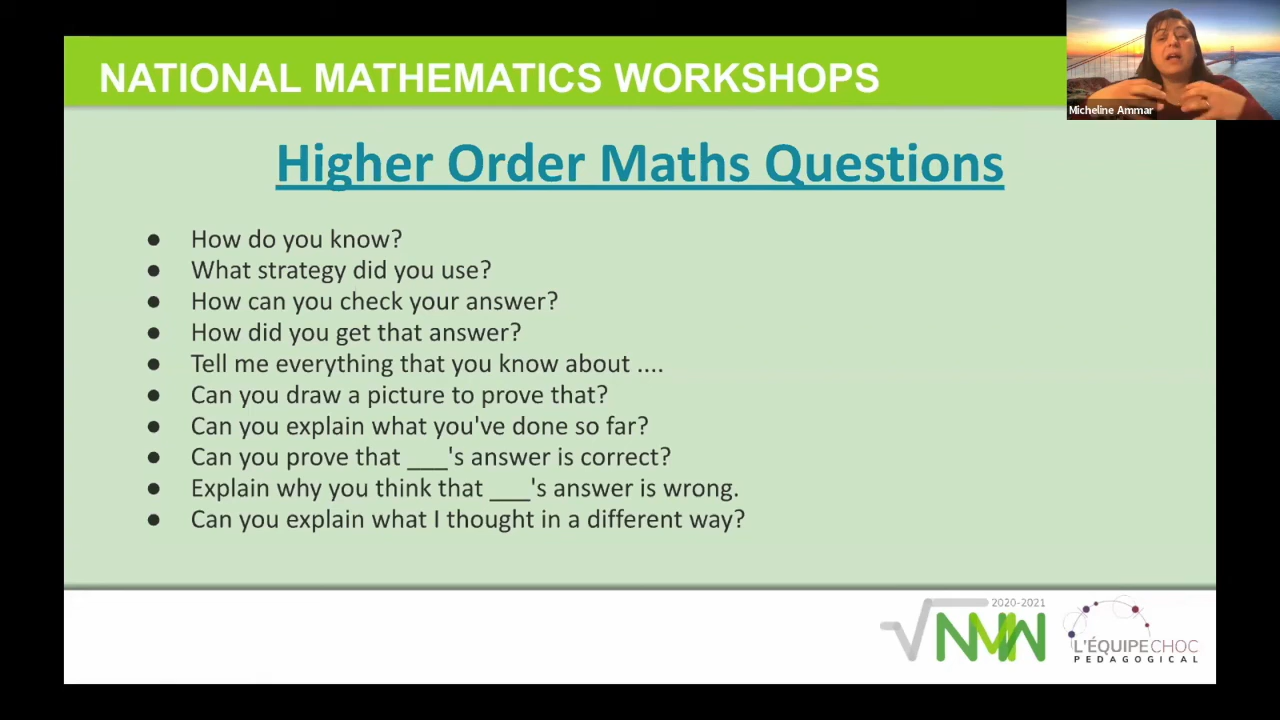 NATIONAL MATHEMATICS WORKSHOPS
Micheline Ammar
Higher Order Maths Questions
● How do you know?
● What strategy did you use?
● How can you check your answer?
● How did you get that answer?
● Tell me everything that you know about ....
● Can you draw a picture to prove that?
● Can you explain what you've done so far?
● Can you prove that ___'s answer is correct?
● Explain why you think that ___'s answer is wrong.
● Can you explain what I thought in a different way?
2020-2021
√NMW
L'ÉQUIPECHOC
PEDAGOGICAL